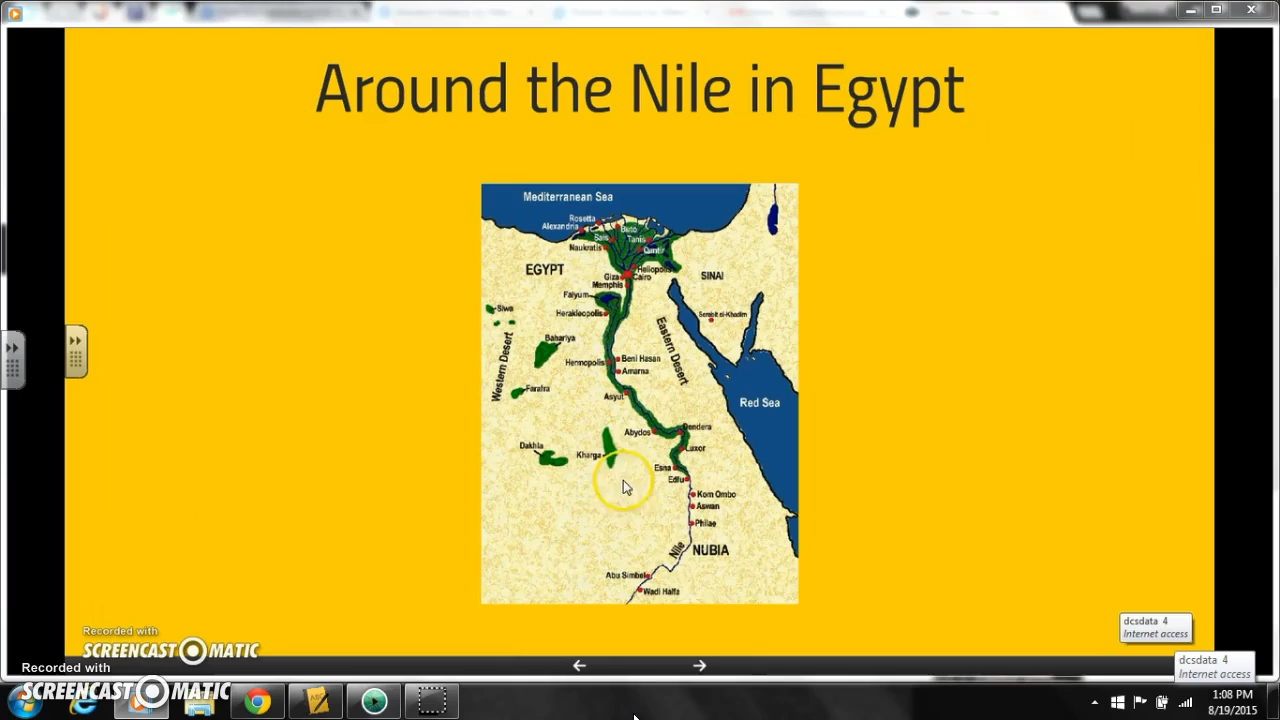 Around the Nile in Egypt
Mediterranean Sea
Rosetta
Alexandria
Buto
Sais
Tanis
Naukratis
Qantir
EGYPT
Heliopolis
SINAI
Giza
Cairo
Memphis
Faiyum
Siwa
Herakleopolis
Serabit el-Khadim
Eastern Desert
Western Desert
Bahariya
Beni Hasan
Hermopolis
Amarna
Farafra
Asyut
Red Sea
Dendera
Abydos
Dakhla
Luxor
Kharga
Esna
Edfu
Kom Ombo
Aswan
Philae
Nile
NUBIA
Abu Simbel
Wadi Halfa
dcsdata 4
Internet access
Recorded with
SCREENCAST MATIC
dcsdata 4
Internet access
Recorded with
SCREENCAST MATIC
1:08 PM
8/19/2015